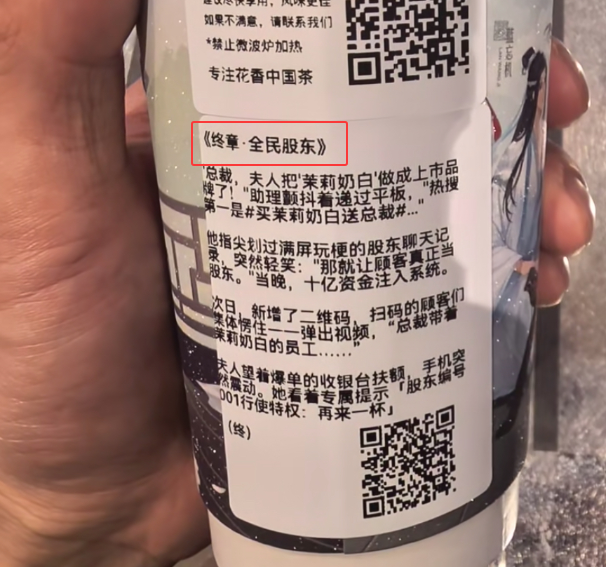 如果不满意，请联系我们
*禁止微波炉加热
专注花香中国茶
《终章·全民股东》
"总裁，夫人把'茉莉奶白'做成上市品
牌了！"助理颤抖着递过平板，"热搜
第一是#买茉莉奶白送总裁#..."
他指尖划过满屏玩梗的股东聊天记
录，突然轻笑："那就让顾客真正当
股东。"当晚，十亿资金注入系统。
次日，新增了二维码，扫码的顾客们
集体愣住——弹出视频，"总裁带着
茉莉奶白的员工……"
夫人望着爆单的收银台扶额，手机突
然震动。她看着专属提示「股东编号
001行使特权：再来一杯」
(终)